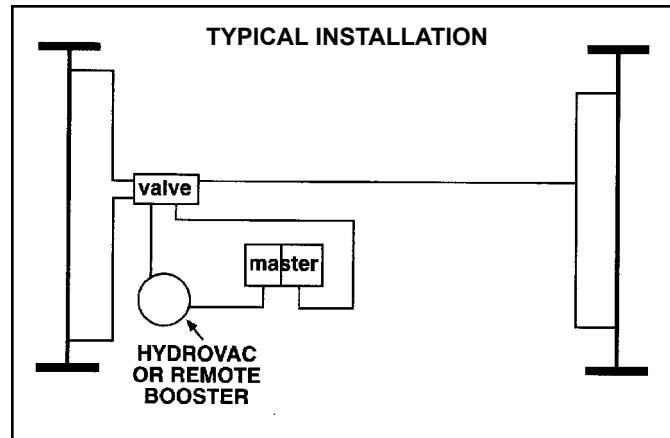 TYPICAL INSTALLATION
valve
master
HYDROVAC
OR REMOTE
BOOSTER